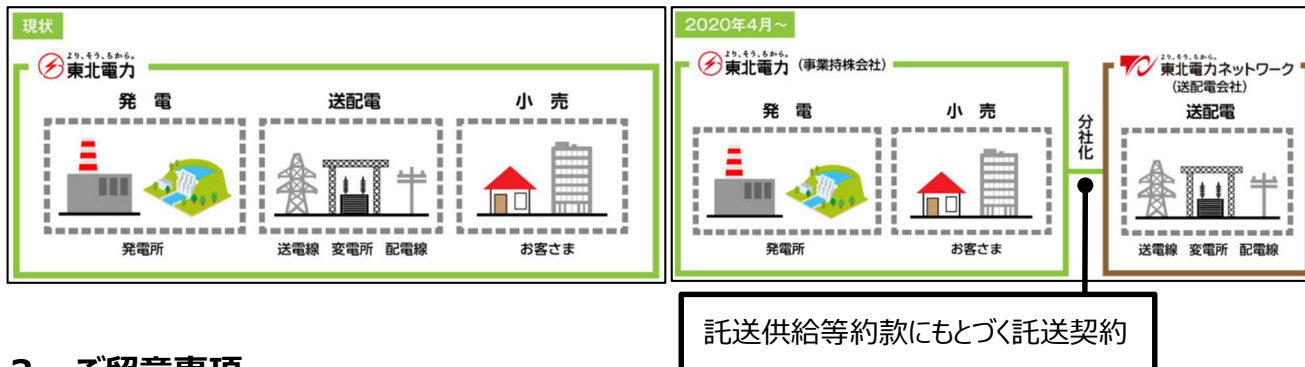 現状
より、そう、ちから。
東北電力
発 電
送配電
小 売
発電所
送電線 変電所 配電線
お客さま
2020年4月～
より、そう、ちから。
東北電力 (事業持株会社)
発 電
小 売
発電所
お客さま
分社化
より、そう、ちから。
東北電力ネットワーク
(送配電会社)
送配電
送電線 変電所 配電線
託送供給等約款にもとづく託送契約